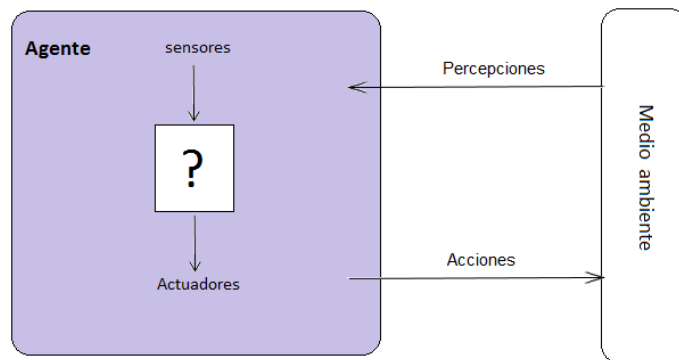 Agente
sensores
?
Actuadores
Percepciones
Acciones
Medio ambiente